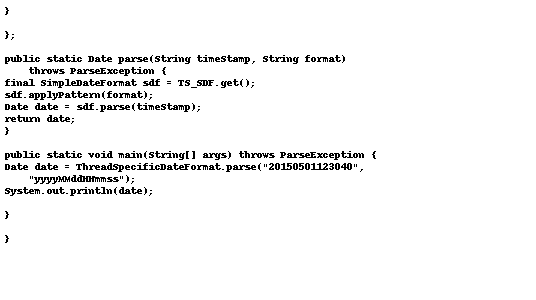 }
};
public static Date parse(String timeStamp, String format)
throws ParseException {
final SimpleDateFormat sdf = TS_SDF.get();
sdf.applyPattern(format);
Date date = sdf.parse(timeStamp);
return date;
}
public static void main(String[] args) throws ParseException {
Date date = ThreadSpecificDateFormat.parse("20150501123040",
"yyyyMMddHHmmss");
System.out.println(date);
}
}